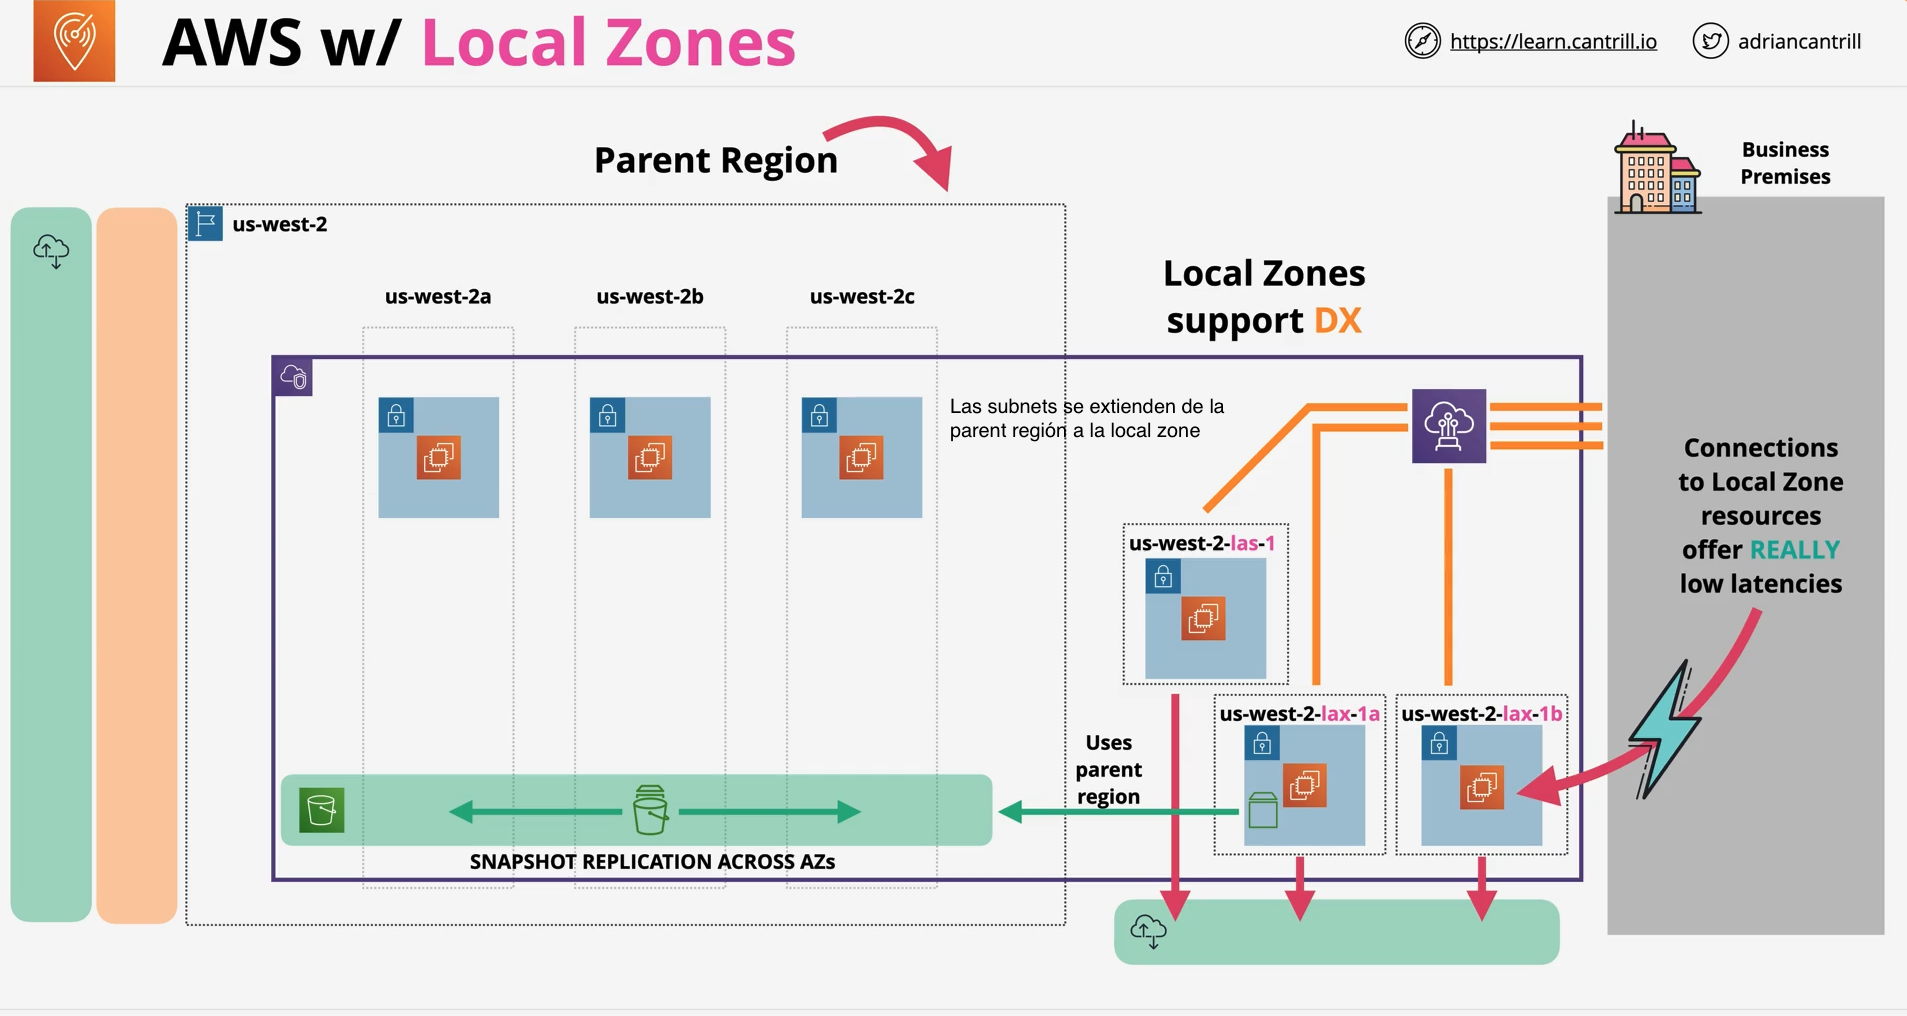 AWS w/ Local Zones
https://learn.cantrill.io
adriancantrill
Parent Region
Business
Premises
us-west-2
us-west-2a
us-west-2b
us-west-2c
Local Zones
support DX
Las subnets se extienden de la
parent región a la local zone
Connections
to Local Zone
resources
offer REALLY
low latencies
us-west-2-las-1
us-west-2-lax-1a
us-west-2-lax-1b
Uses
parent
region
SNAPSHOT REPLICATION ACROSS AZs